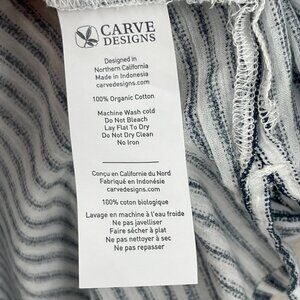 CARVE
DESIGNS
Designed in
Northern California
Made in Indonesia
carvedesigns.com
100% Organic Cotton
Machine Wash cold
Do Not Bleach
Lay Flat To Dry
Do Not Dry Clean
No Iron
Conçu en Californie du Nord
Fabriqué en Indonésie
carvedesigns.com
100% coton biologique
Lavage en machine à l'eau froide
Ne pas javelliser
Faire sécher à plat
Ne pas nettoyer à sec
Ne pas repasser